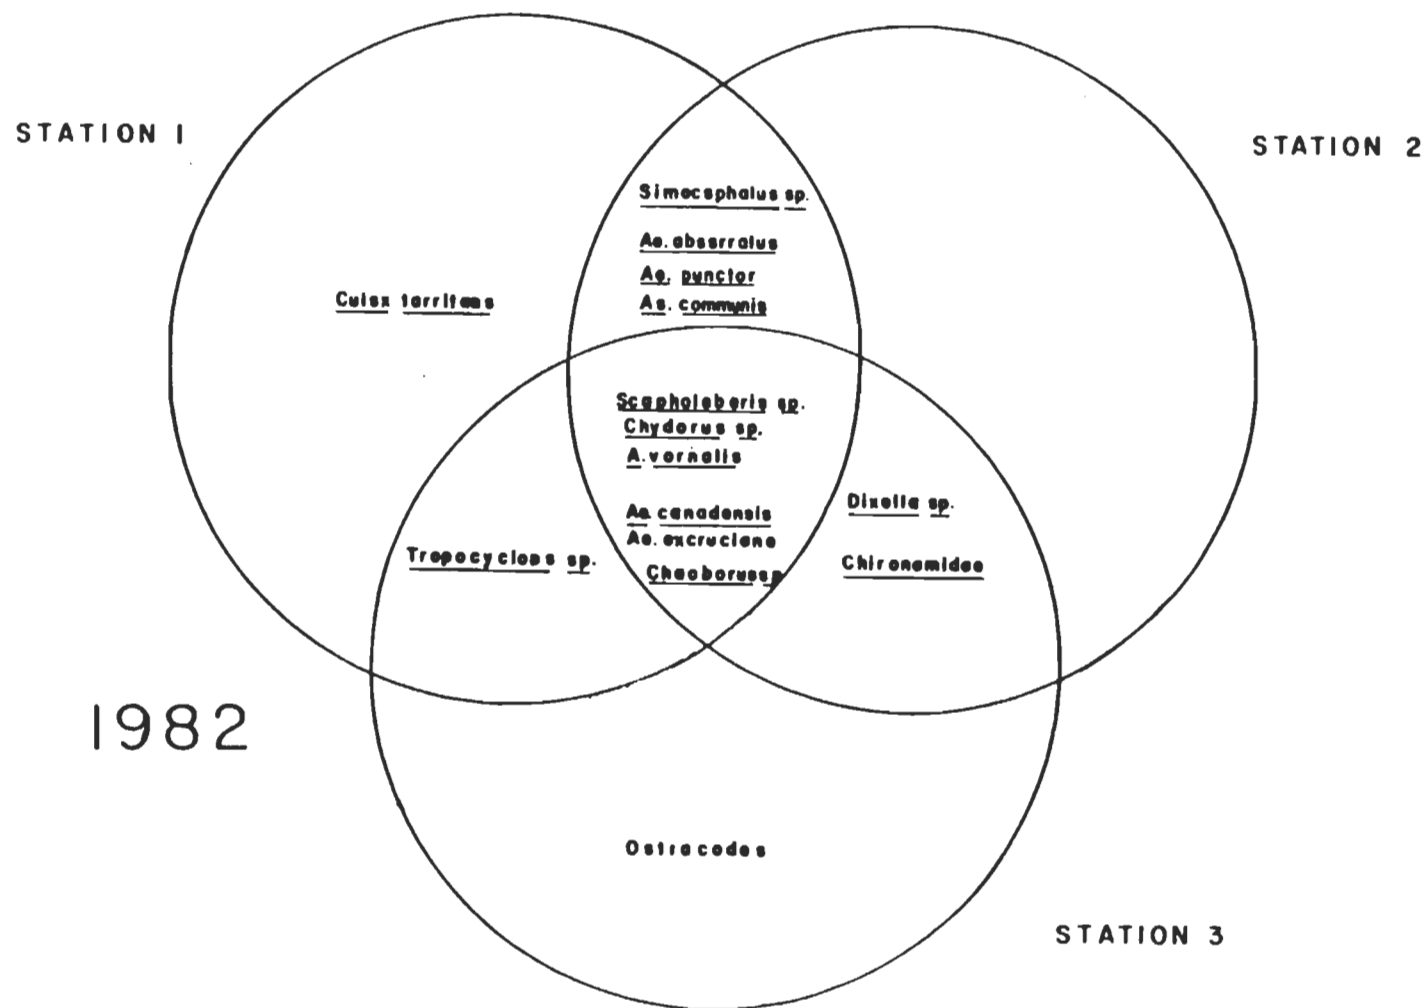 STATION 1
STATION 2
Simocephalus sp.
Ae. abserratus
Ae. punctor
Ae. communis
Culex territans
Scapholeberis sp.
Chydorus sp.
A. vernalis
Ae. canadensis
Ae. excrucians
Chaoborus sp
Dixella sp.
Chironomidae
Tropocyclops sp.
1982
Ostracodes
STATION 3